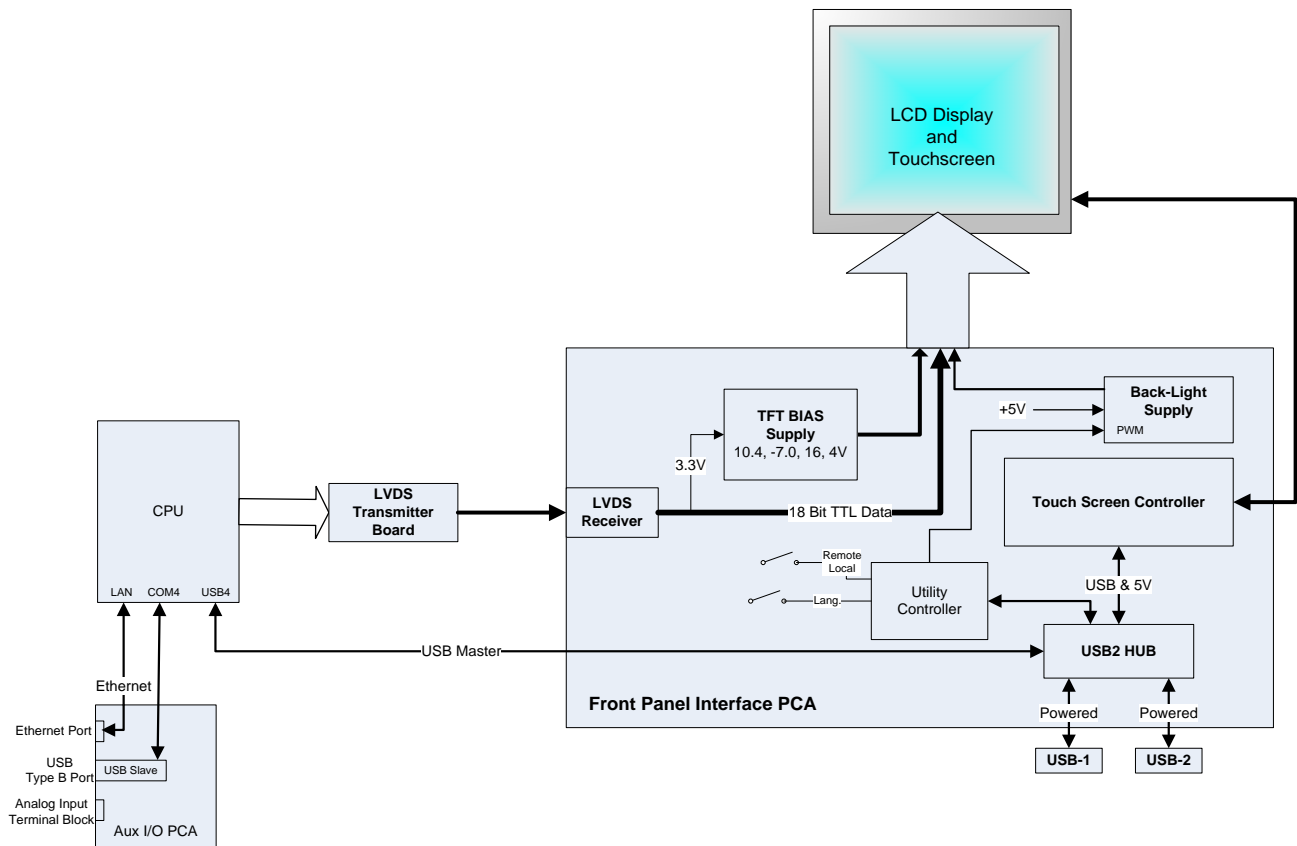 LCD Display
and
Touchscreen
Back-Light
Supply
+5V
PWM
TFT BIAS
Supply
10.4, -7.0, 16, 4V
3.3V
CPU
LVDS
Transmitter
Board
LVDS
Receiver
18 Bit TTL Data
Touch Screen Controller
Remote
Local
Lang.
Utility
Controller
USB & 5V
LAN
COM4
USB4
USB Master
USB2 HUB
Ethernet
Front Panel Interface PCA
Powered
Powered
Ethernet Port
USB
Type B Port
USB Slave
USB-1
USB-2
Analog Input
Terminal Block
Aux I/O PCA